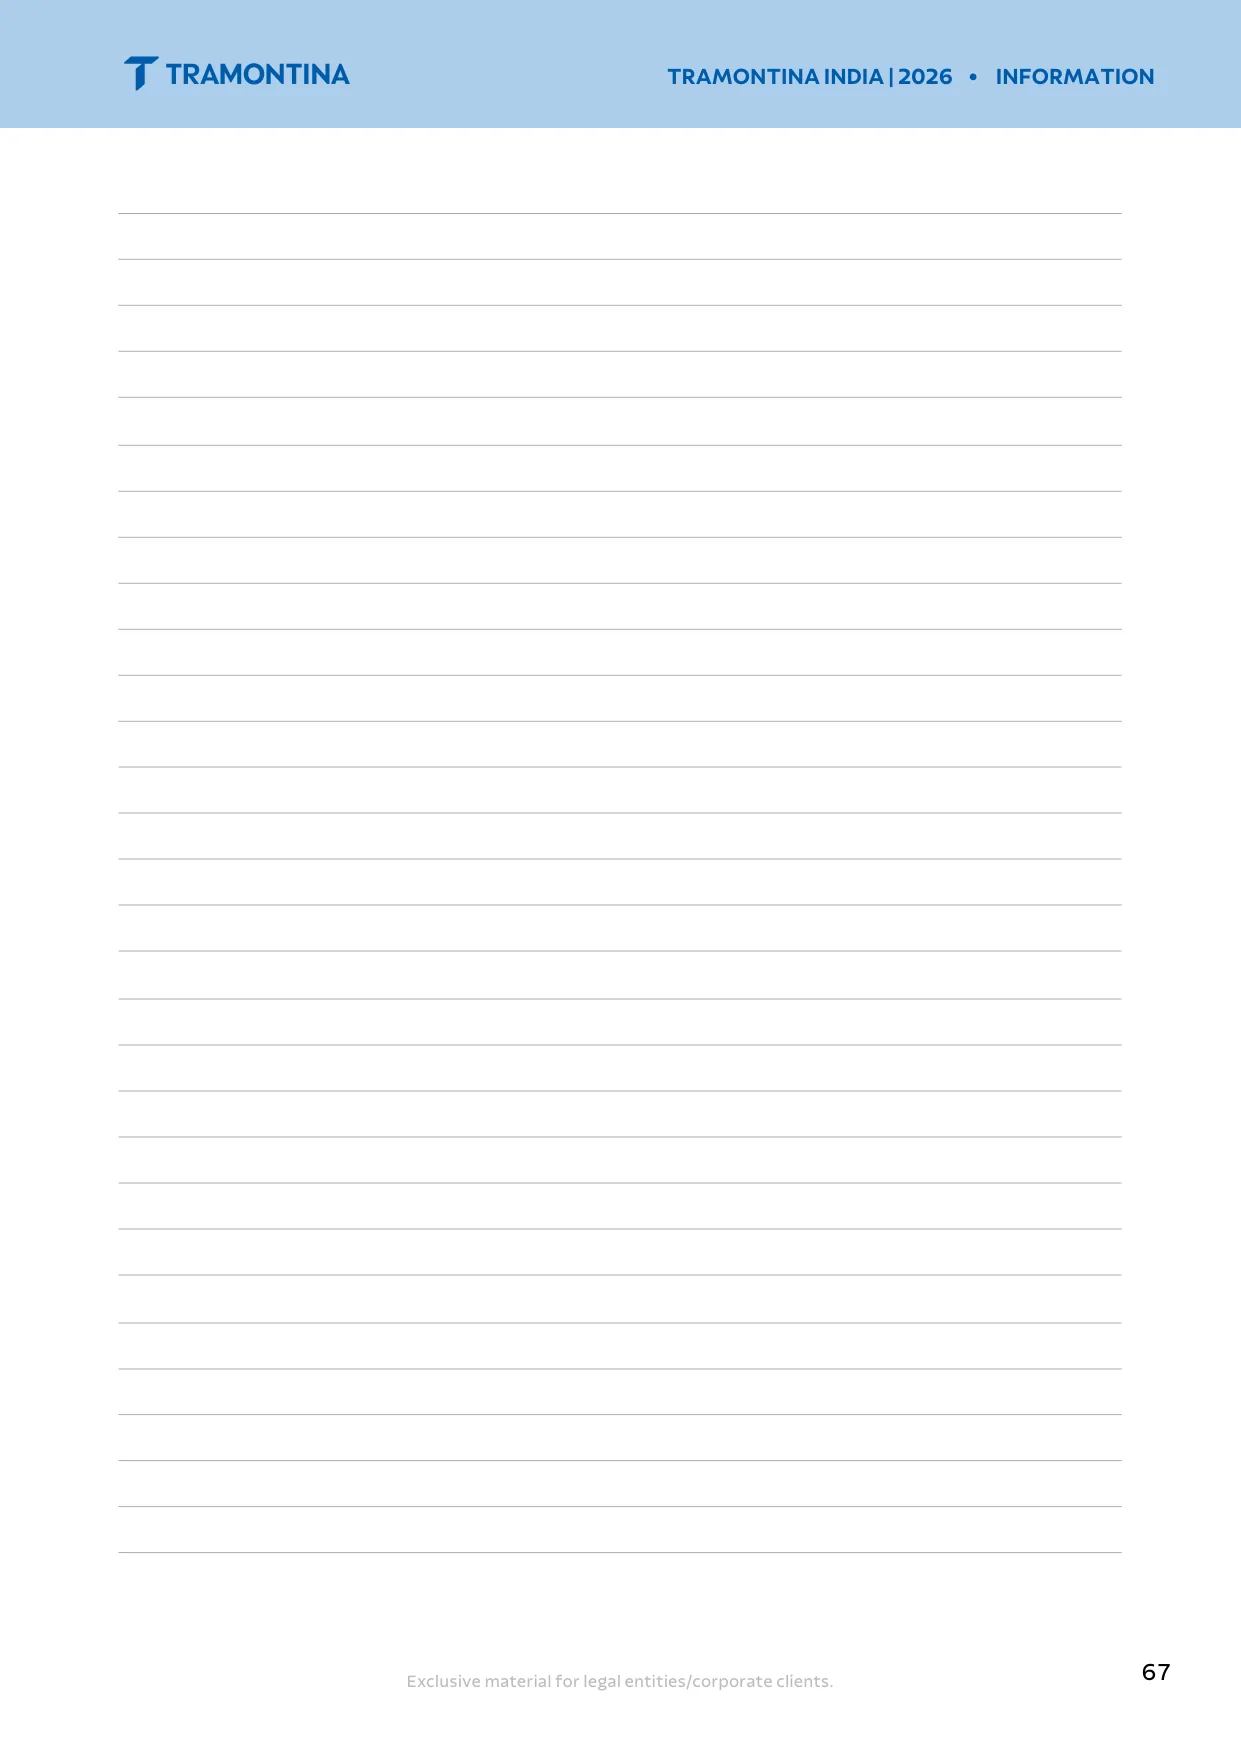 TRAMONTINA
TRAMONTINA INDIA | 2026 • INFORMATION
Exclusive material for legal entities/corporate clients.
67